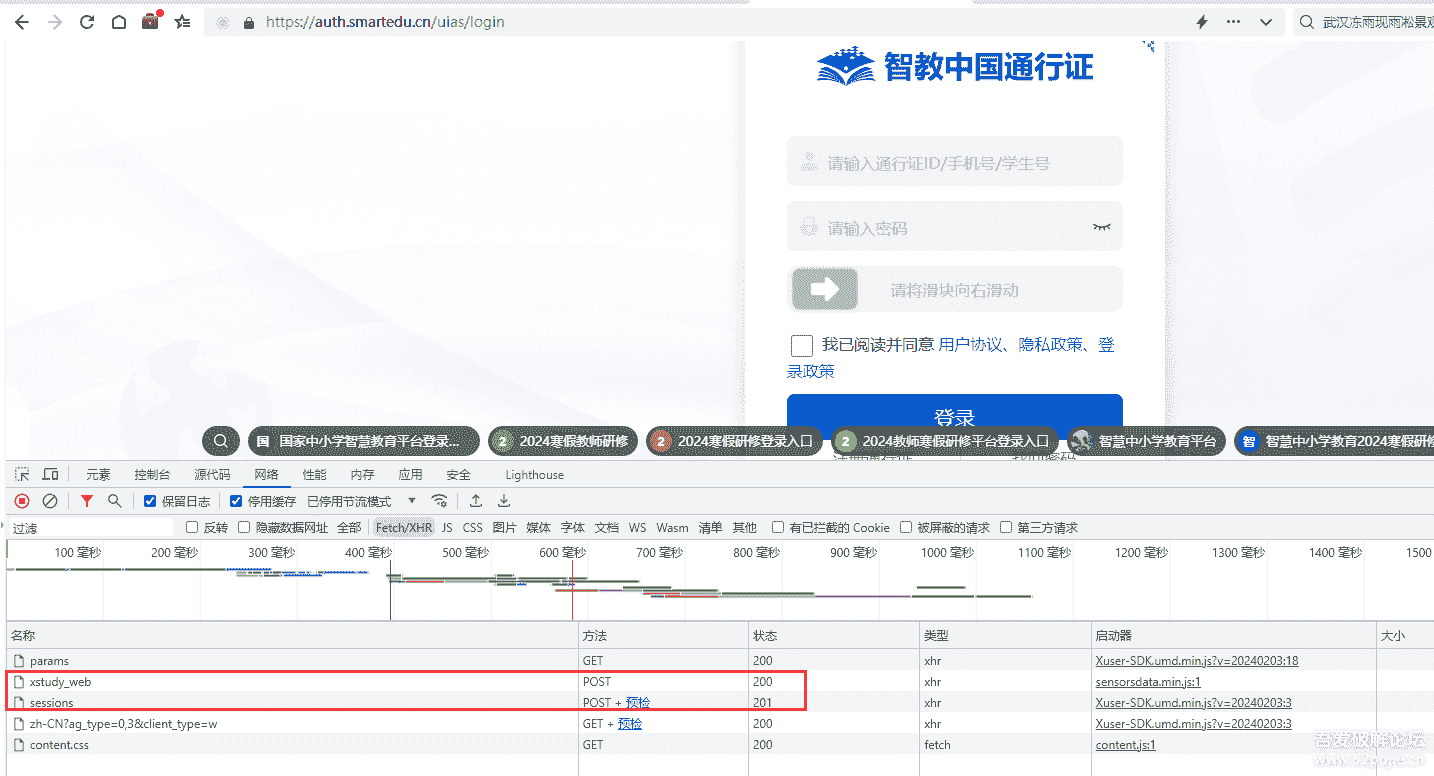 https://auth.smartedu.cn/uias/login
武汉冻雨现雨凇景观
智教中国通行证
请输入通行证ID/手机号/学生号
请输入密码
请将滑块向右滑动
我已阅读并同意 用户协议、隐私政策、登
录政策
登录
国 国家中小学智慧教育平台登录... 2 2024寒假教师研修 2 2024寒假研修登录入口 2 2024教师寒假研修平台登录入口 智慧中小学教育平台 智 智慧中小学教育2024寒假研修
元素 控制台 源代码 网络 性能 内存 应用 安全 Lighthouse
保留日志 停用缓存 已停用节流模式
过滤 反转 隐藏数据网址 全部 Fetch/XHR JS CSS 图片 媒体 字体 文档 WS Wasm 清单 其他 有已拦截的 Cookie 被屏蔽的请求 第三方请求
100 毫秒 200 毫秒 300 毫秒 400 毫秒 500 毫秒 600 毫秒 700 毫秒 800 毫秒 900 毫秒 1000 毫秒 1100 毫秒 1200 毫秒 1300 毫秒 1400 毫秒 1500
名称 方法 状态 类型 启动器 大小
params GET 200 xhr Xuser-SDK.umd.min.js?v=20240203:18
xstudy_web POST 200 xhr sensorsdata.min.js:1
sessions POST + 预检 201 xhr Xuser-SDK.umd.min.js?v=20240203:3
zh-CN?ag_type=0,3&client_type=w GET + 预检 200 xhr Xuser-SDK.umd.min.js?v=20240203:3
content.css GET 200 fetch content.js:1
吾爱破解论坛
www.52pojie.cn